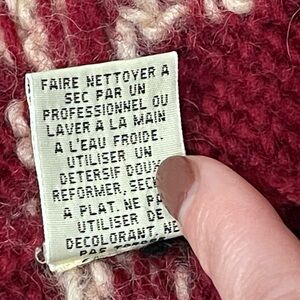 FAIRE NETTOYER A
SEC PAR UN
PROFESSIONNEL OU
LAVER A LA MAIN
A L'EAU FROIDE.
UTILISER UN
DETERSIF DOUX
REFORMER, SEC
A PLAT. NE PA
UTILISER DE
DECOLORANT, NE
PAS